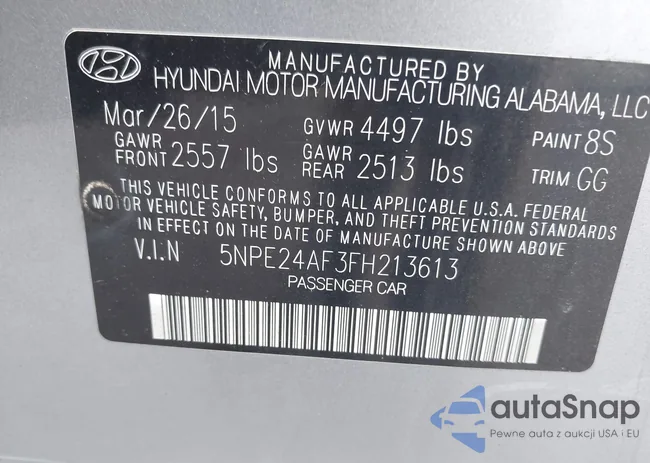 MANUFACTURED BY
HYUNDAI MOTOR MANUFACTURING ALABAMA, LLC
Mar/26/15 GVWR 4497 lbs PAINT 8S
GAWR FRONT 2557 lbs GAWR REAR 2513 lbs TRIM GG
THIS VEHICLE CONFORMS TO ALL APPLICABLE U.S.A. FEDERAL
MOTOR VEHICLE SAFETY, BUMPER, AND THEFT PREVENTION STANDARDS
IN EFFECT ON THE DATE OF MANUFACTURE SHOWN ABOVE
V.I.N 5NPE24AF3FH213613
PASSENGER CAR
autaSnap
Pewne auta z aukcji USA i EU